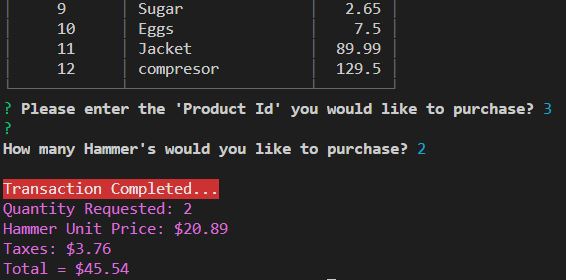 9 Sugar 2.65
10 Eggs 7.5
11 Jacket 89.99
12 compresor 129.5
? Please enter the 'Product Id' you would like to purchase? 3
?
How many Hammer's would you like to purchase? 2
Transaction Completed...
Quantity Requested: 2
Hammer Unit Price: $20.89
Taxes: $3.76
Total = $45.54